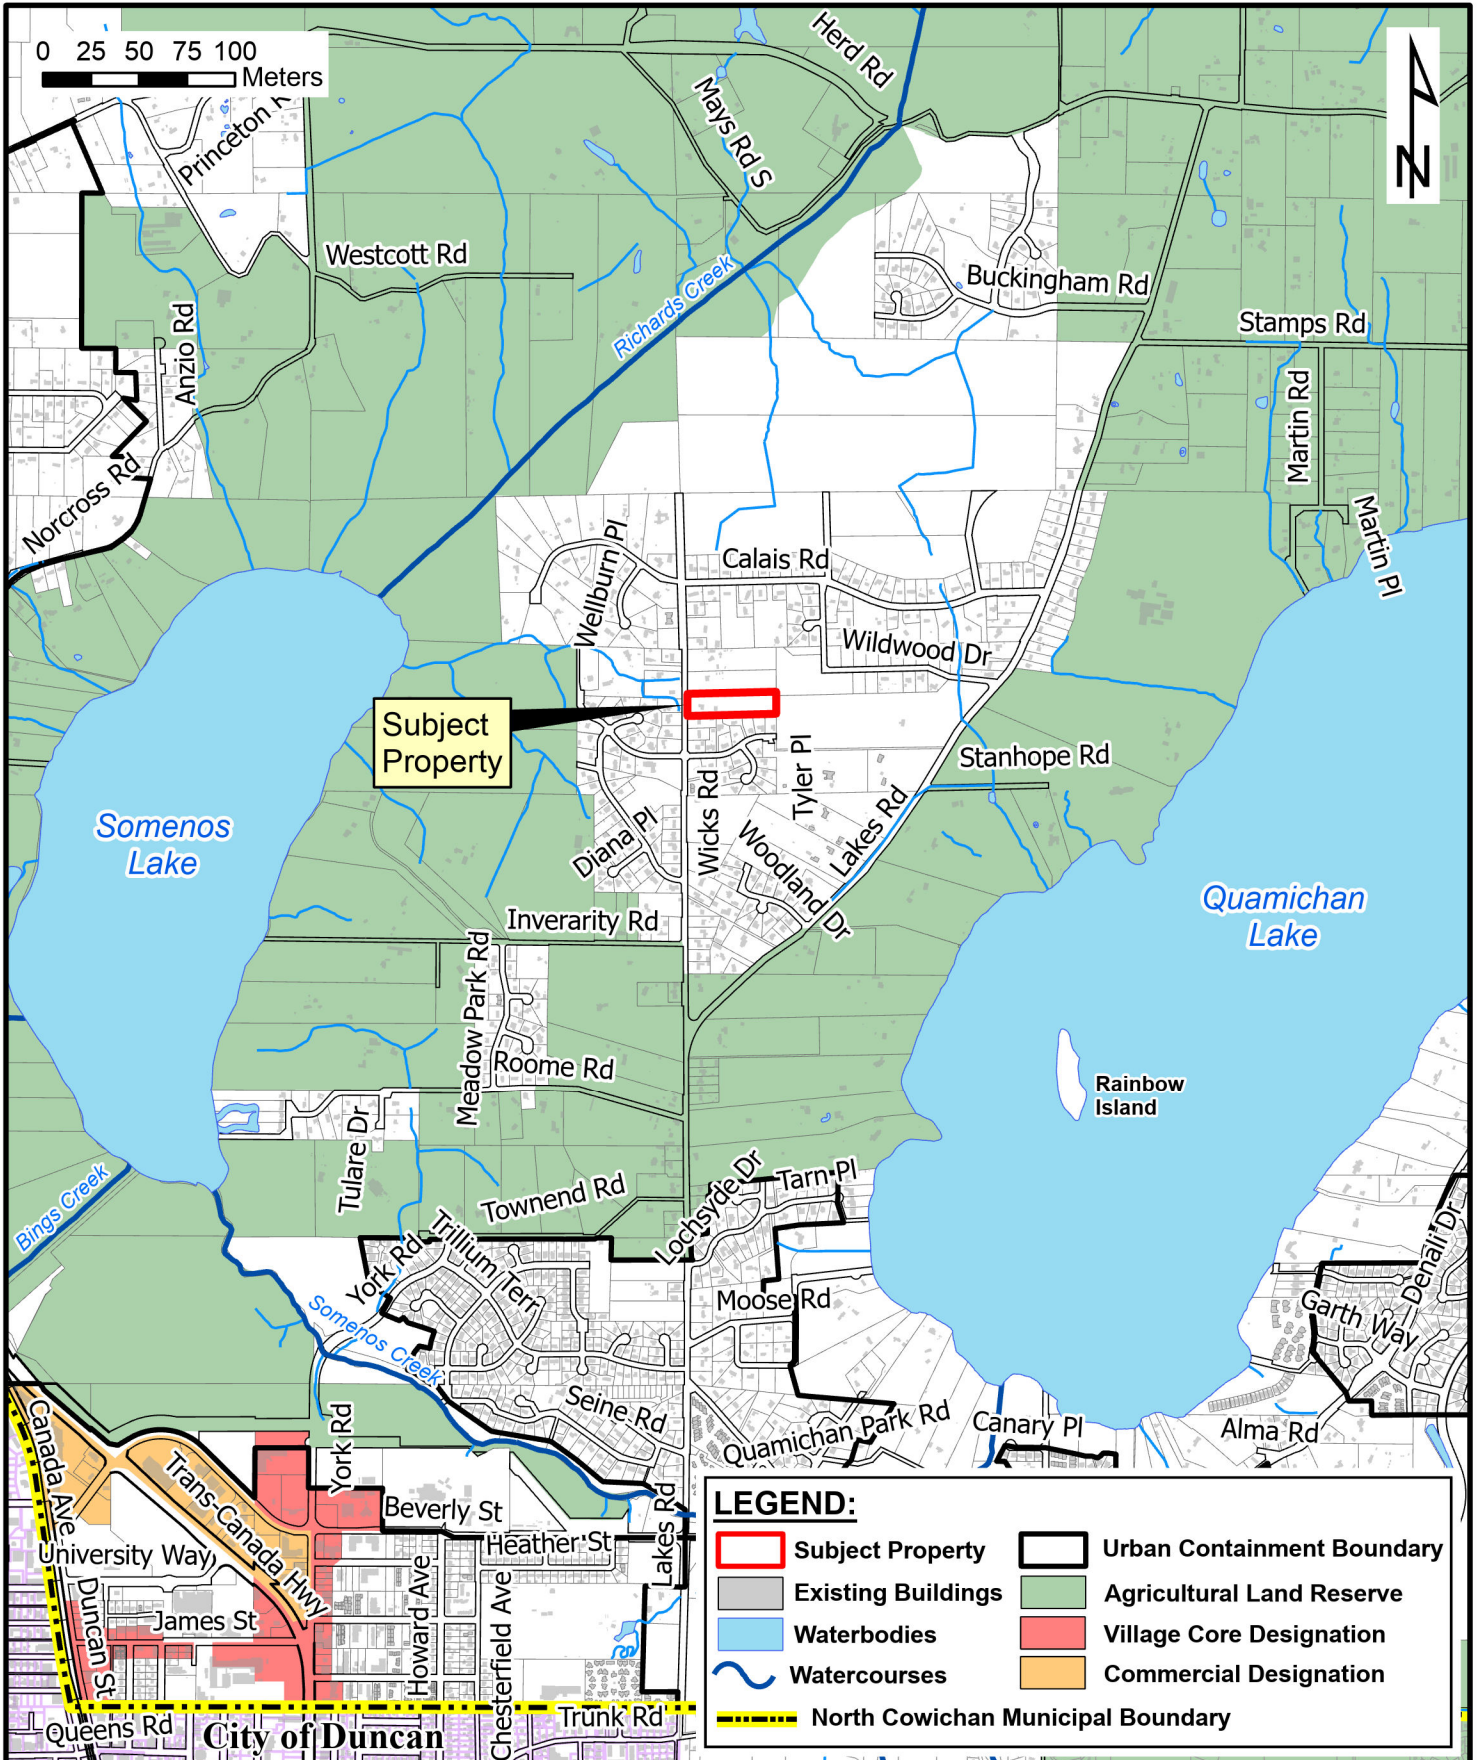 0 25 50 75 100
Meters
Herd Rd
Princeton R
Mays Rd S
N
Westcott Rd
Richards Creek
Buckingham Rd
Stamps Rd
Anzio Rd
Martin Rd
Norcross Rd
Martin Pl
Wellburn Pl
Calais Rd
Wildwood Dr
Subject
Property
Stanhope Rd
Tyler Pl
Wicks Rd
Lakes Rd
Diana Pl
Woodland Dr
Somenos
Lake
Quamichan
Lake
Inverarity Rd
Meadow Park Rd
Roome Rd
Rainbow
Island
Tulare Dr
Bings Creek
Townend Rd
Lochsyde Dr
Tarn Pl
Trillium Terr
York Rd
Denali Dr
Moose Rd
Garth Way
Somenos Creek
Seine Rd
Quamichan Park Rd
Canary Pl
Alma Rd
Canada Ave
York Rd
Trans-Canada Hwy
Beverly St
Heather St
Lakes Rd
University Way
Duncan St
James St
Howard Ave
Chesterfield Ave
Queens Rd
City of Duncan
Trunk Rd
LEGEND:
Subject Property
Urban Containment Boundary
Existing Buildings
Agricultural Land Reserve
Waterbodies
Village Core Designation
Watercourses
Commercial Designation
North Cowichan Municipal Boundary